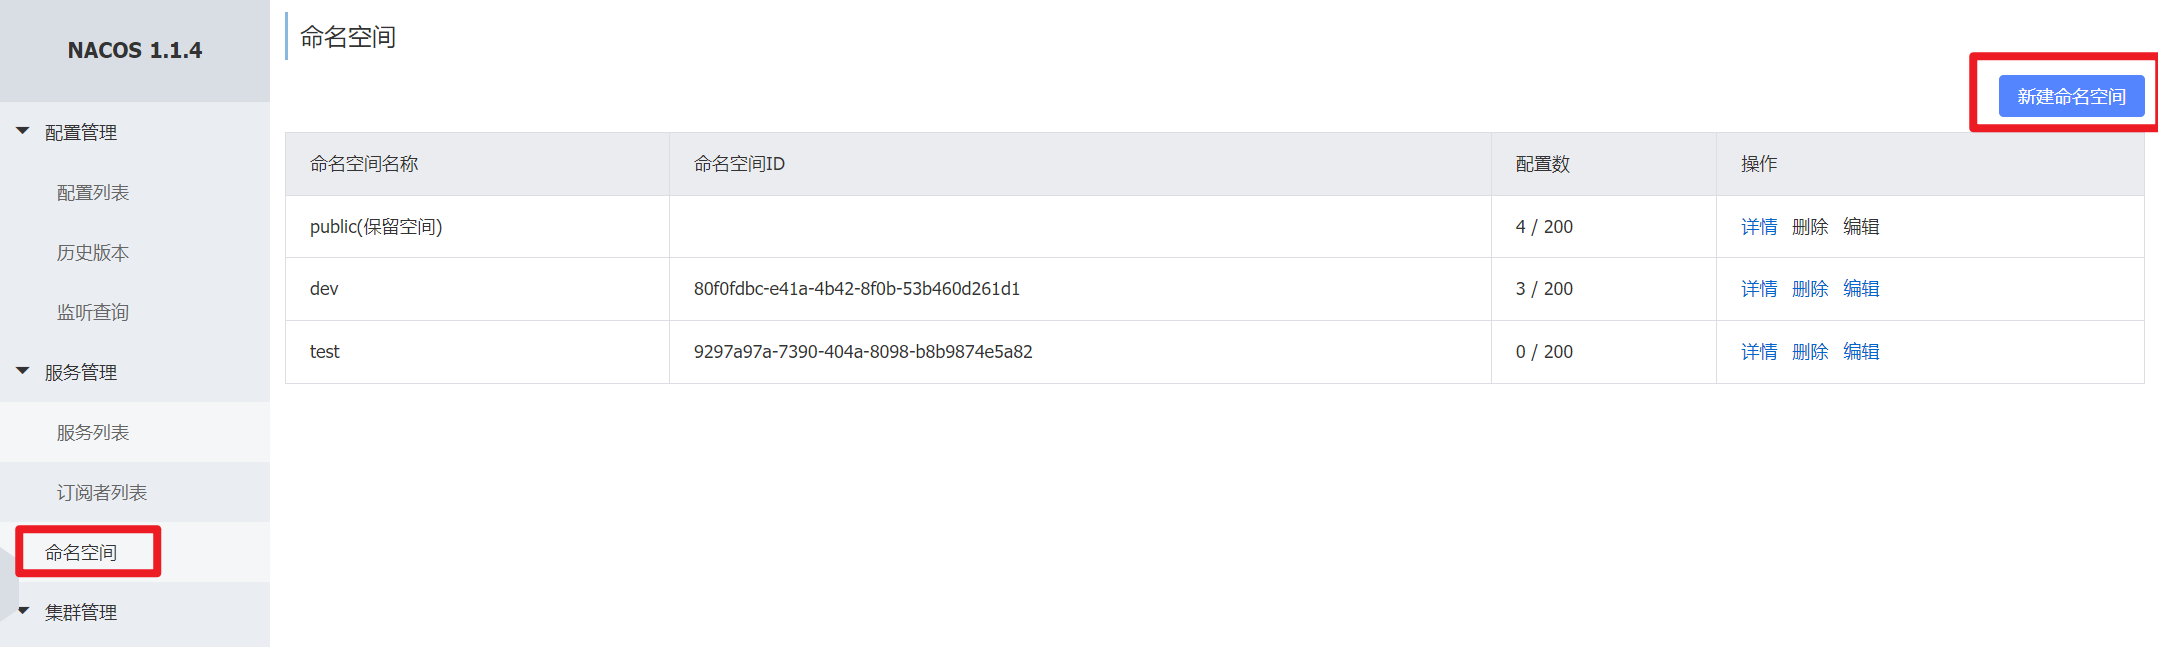 NACOS 1.1.4
配置管理
配置列表
历史版本
监听查询
服务管理
服务列表
订阅者列表
命名空间
集群管理
命名空间
新建命名空间
命名空间名称 命名空间ID 配置数 操作
public(保留空间) 4 / 200 详情 删除 编辑
dev 80f0fdbc-e41a-4b42-8f0b-53b460d261d1 3 / 200 详情 删除 编辑
test 9297a97a-7390-404a-8098-b8b9874e5a82 0 / 200 详情 删除 编辑